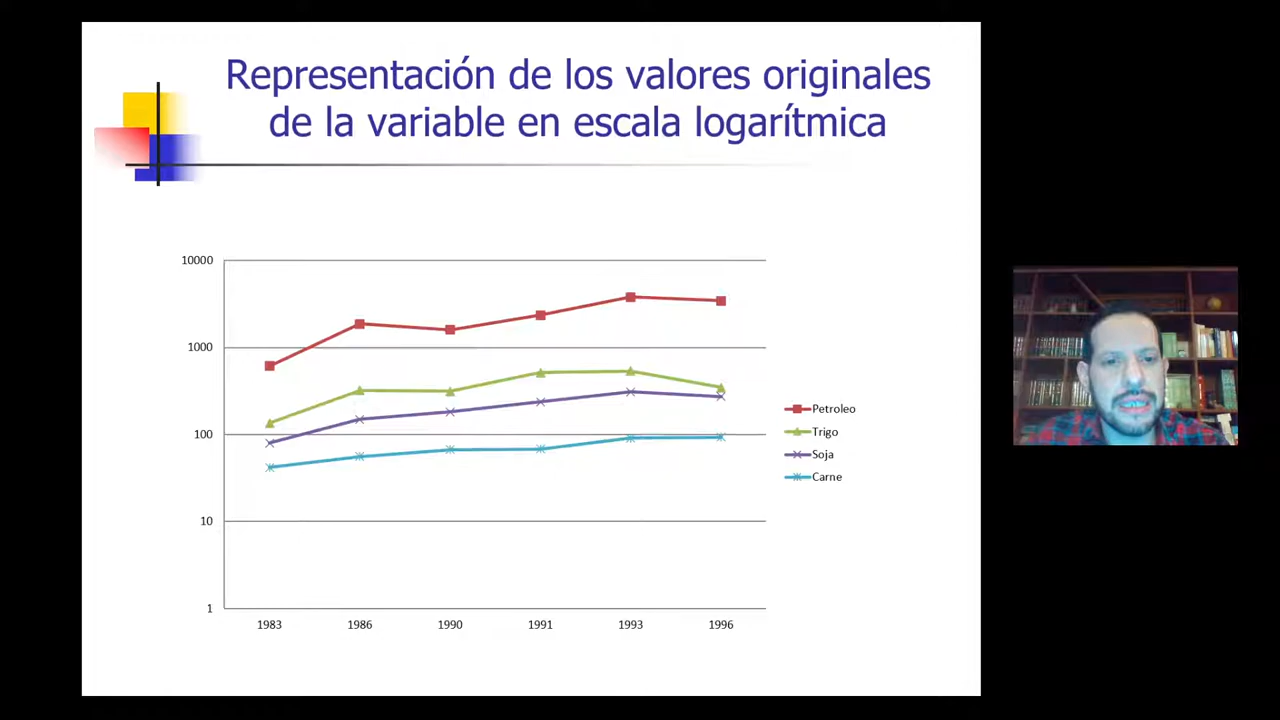 Representación de los valores originales
de la variable en escala logarítmica
10000
1000
100
10
1
1983 1986 1990 1991 1993 1996
Petroleo
Trigo
Soja
Carne